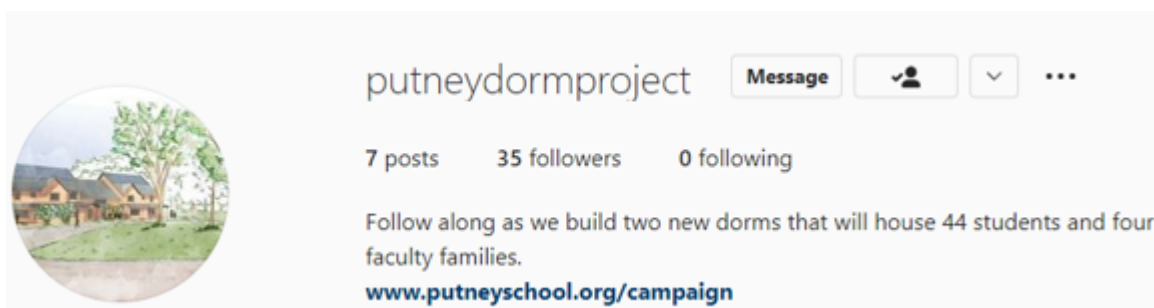 putneydormproject Message
7 posts 35 followers 0 following
Follow along as we build two new dorms that will house 44 students and four
faculty families.
www.putneyschool.org/campaign